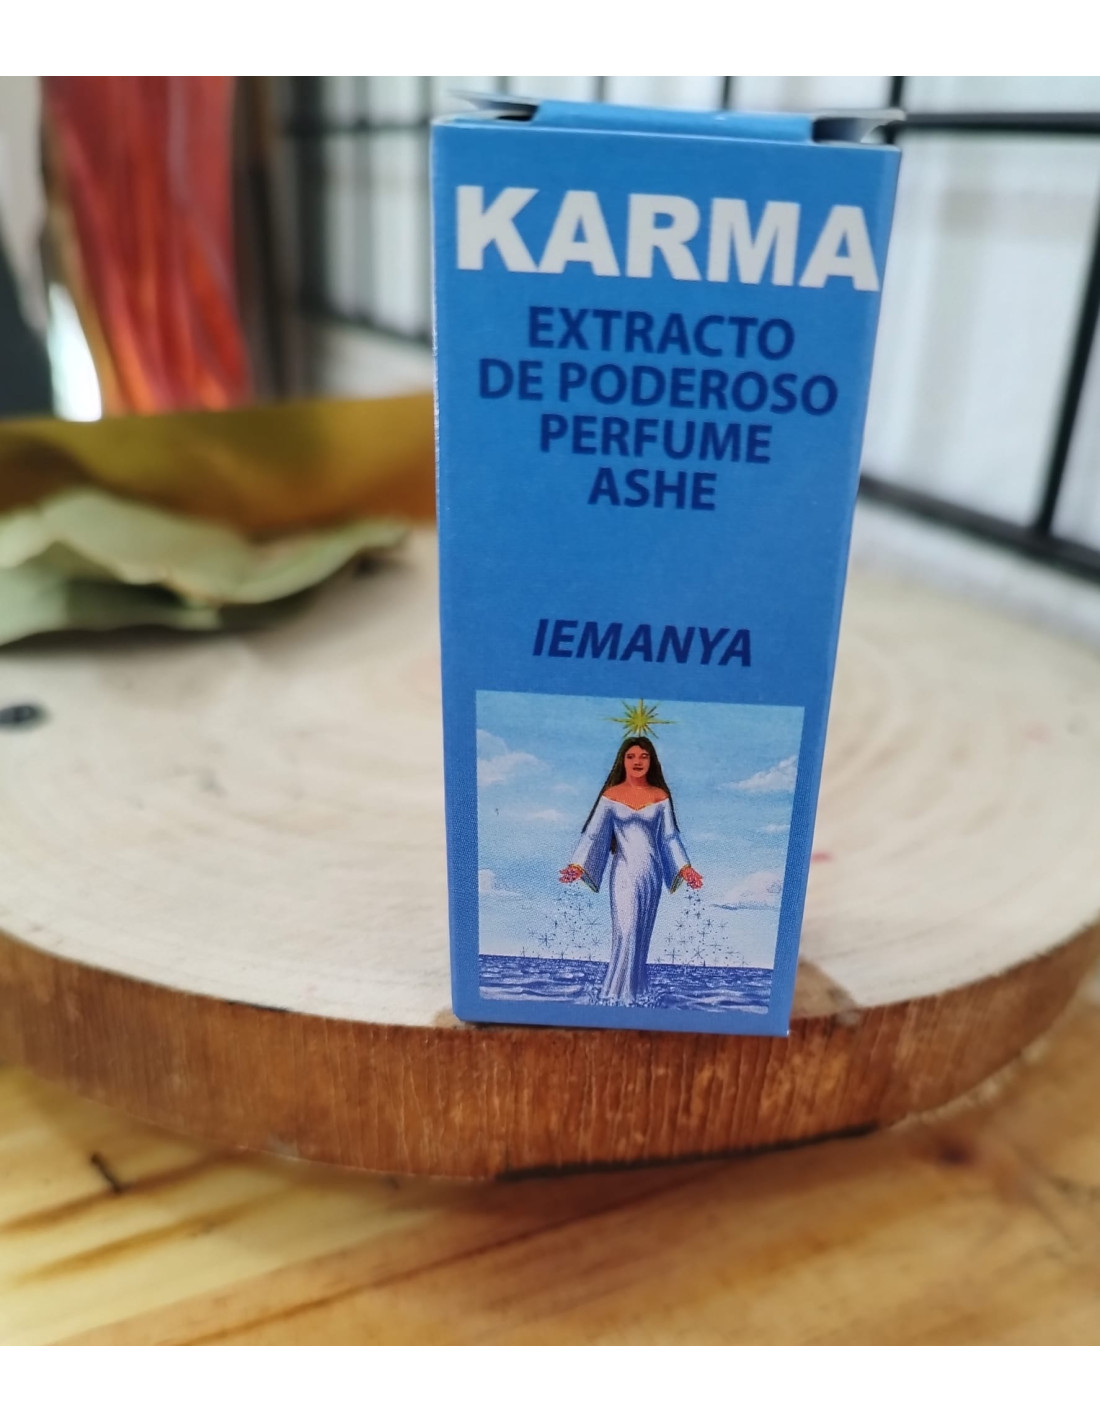 KARMA
EXTRACTO
DE PODEROSO
PERFUME
ASHE
IEMANYA